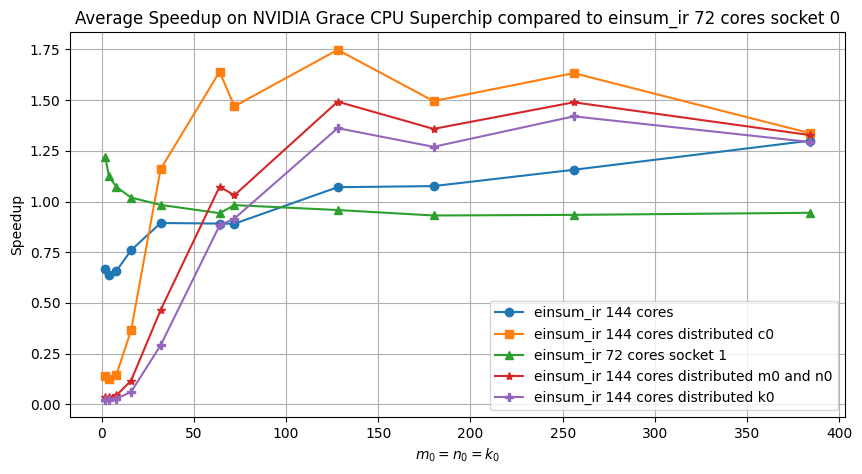 Average Speedup on NVIDIA Grace CPU Superchip compared to einsum_ir 72 cores socket 0
Speedup
1.75
1.50
1.25
1.00
0.75
0.50
0.25
0.00
einsum_ir 144 cores
einsum_ir 144 cores distributed c0
einsum_ir 72 cores socket 1
einsum_ir 144 cores distributed m0 and n0
einsum_ir 144 cores distributed k0
0 50 100 150 200 250 300 350 400
m₀ = n₀ = k₀